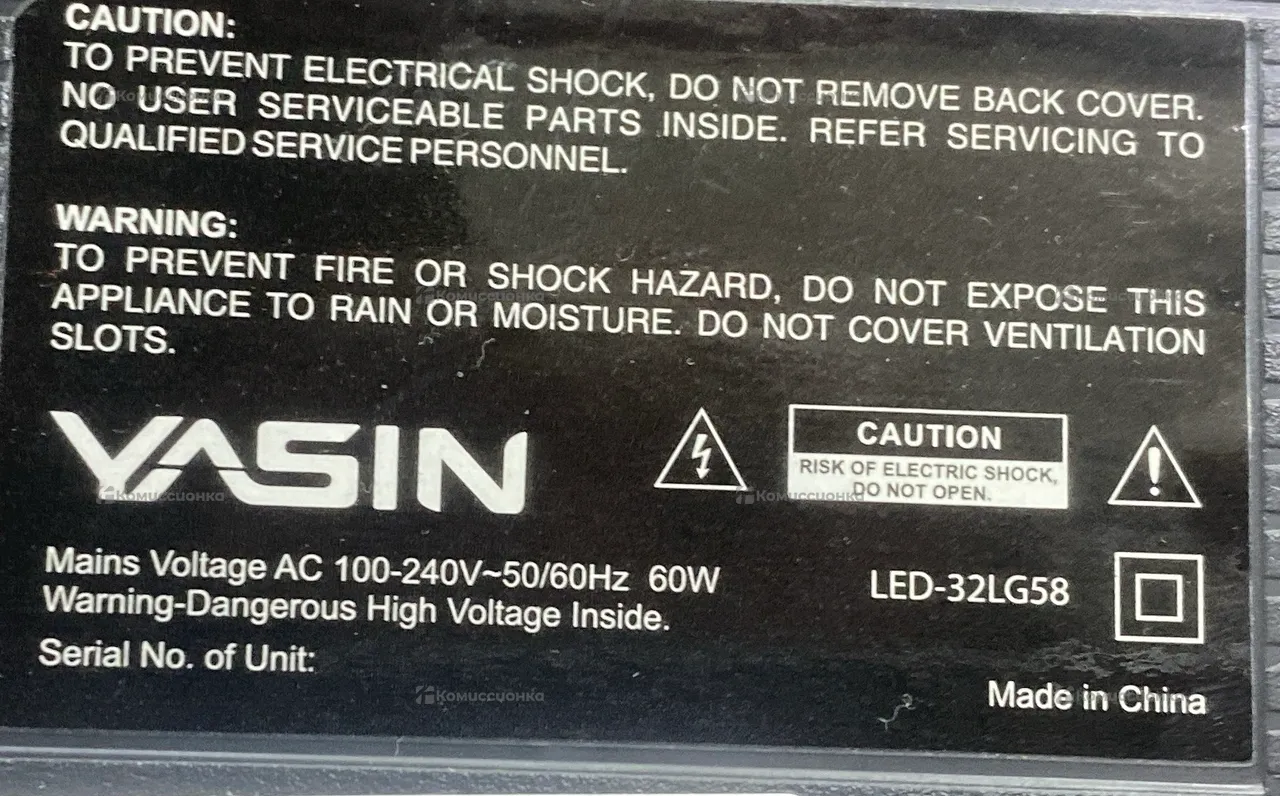 CAUTION:
TO PREVENT ELECTRICAL SHOCK, DO NOT REMOVE BACK COVER.
NO USER SERVICEABLE PARTS INSIDE. REFER SERVICING TO
QUALIFIED SERVICE PERSONNEL.
WARNING:
TO PREVENT FIRE OR SHOCK HAZARD, DO NOT EXPOSE THIS
APPLIANCE TO RAIN OR MOISTURE. DO NOT COVER VENTILATION
SLOTS.
YASIN
CAUTION
RISK OF ELECTRIC SHOCK,
DO NOT OPEN.
Комиссионка
Комиссионка
Mains Voltage AC 100-240V~50/60Hz 60W
LED-32LG58
Warning-Dangerous High Voltage Inside.
Serial No. of Unit:
Комиссионка
Made in China